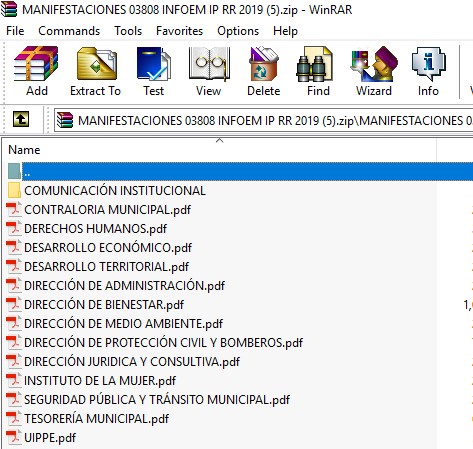 MANIFESTACIONES 03808 INFOEM IP RR 2019 (5).zip - WinRAR
File Commands Tools Favorites Options Help
Add Extract To Test View Delete Find Wizard Info
MANIFESTACIONES 03808 INFOEM IP RR 2019 (5).zip\MANIFESTACIONES 03
Name
..
COMUNICACIÓN INSTITUCIONAL
CONTRALORIA MUNICIPAL.pdf
DERECHOS HUMANOS.pdf
DESARROLLO ECONÓMICO.pdf
DESARROLLO TERRITORIAL.pdf
DIRECCIÓN DE ADMINISTRACIÓN.pdf
DIRECCIÓN DE BIENESTAR.pdf 1,
DIRECCIÓN DE MEDIO AMBIENTE.pdf
DIRECCIÓN DE PROTECCIÓN CIVIL Y BOMBEROS.pdf
DIRECCIÓN JURIDICA Y CONSULTIVA.pdf
INSTITUTO DE LA MUJER.pdf
SEGURIDAD PÚBLICA Y TRÁNSITO MUNICIPAL.pdf
TESORERÍA MUNICIPAL.pdf
UIPPE.pdf